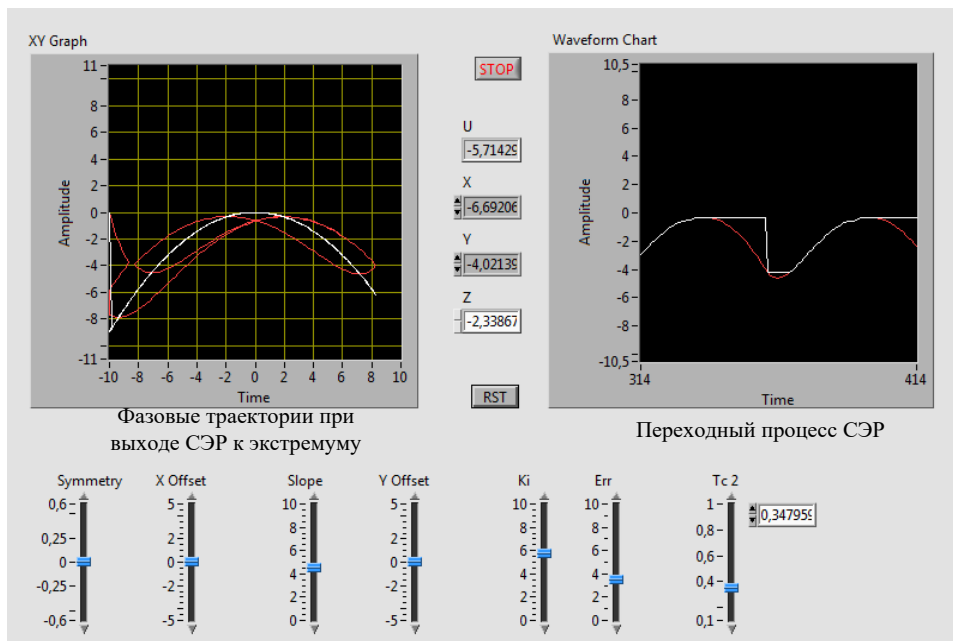 XY Graph
Amplitude
11
8
6
4
2
0
-2
-4
-6
-8
-11
-10 -8 -6 -4 -2 0 2 4 6 8 10
Time
Фазовые траектории при
выходе СЭР к экстремуму
STOP
U
-5,71429
X
-6,69206
Y
-4,02139
Z
-2,33867
RST
Waveform Chart
Amplitude
10,5
8
6
4
2
0
-2
-4
-6
-8
-10,5
314 414
Time
Переходный процесс СЭР
Symmetry
0,6
0,25
0
-0,25
-0,6
X Offset
5
2
0
-2
-5
Slope
10
8
6
4
2
0
Y Offset
5
2
0
-2
-5
Ki
10
8
6
4
2
0
Err
10
8
6
4
2
0
Tc 2
1
0,8
0,6
0,4
0,1
0,347959